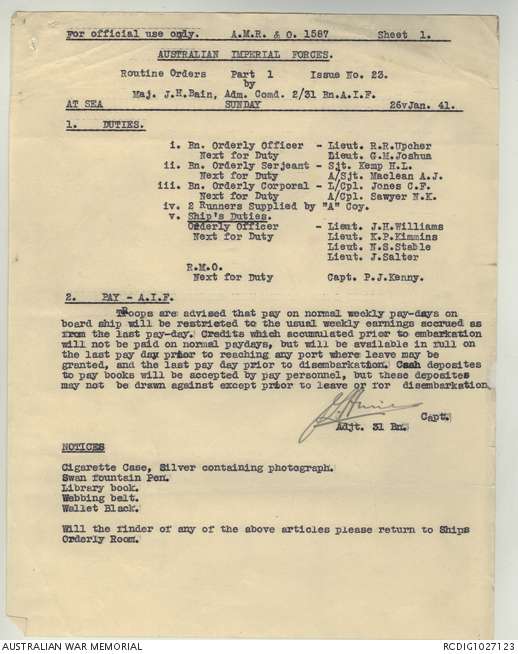 For official use only. A.M.R. & O. 1587 Sheet 1.
AUSTRALIAN IMPERIAL FORCES.
Routine Orders Part 1 Issue No. 23.
by
Maj. J.H.Bain, Adm. Comd. 2/31 Bn.A.I.F.
AT SEA SUNDAY 26vJan. 41.
1. DUTIES.
i. Bn. Orderly Officer - Lieut. R.R.Upcher
Next for Duty Lieut. G.M.Joshua
ii. Bn. Orderly Serjeant - Sjt. Kemp H.L.
Next for Duty A/Sjt. Maclean A.J.
iii. Bn. Orderly Corporal - L/Cpl. Jones C.F.
Next for Duty A/Cpl. Sawyer N.K.
iv. 2 Runners Supplied by "A" Coy.
v. Ship's Duties.
Orderly Officer - Lieut. J.H.Williams
Next for Duty Lieut. K.P.Kimmins
Lieut. N.S.Stable
Lieut. J.Salter
R.M.O.
Next for Duty Capt. P.J.Kenny.
2. PAY - A.I.F.
Troops are advised that pay on normal weekly pay-days on
board ship will be restricted to the usual weekly earnings accrued as
from the last pay-day. Credits which accumulated prior to embarkation
will not be paid on normal paydays, but will be available in full on
the last pay day prior to reaching any port where leave may be
granted, and the last pay day prior to disembarkation. Cash deposits
to pay books will be accepted by pay personnel, but these deposits
may not be drawn against except prior to leave or for disembarkation
Capt.
Adjt. 31 Bn.
NOTICES
Cigarette Case, Silver containing photograph.
Swan fountain Pen.
Library book.
Webbing belt.
Wallet Black.
Will the finder of any of the above articles please return to Ships
Orderly Room.
AUSTRALIAN WAR MEMORIAL RCDIG1027123